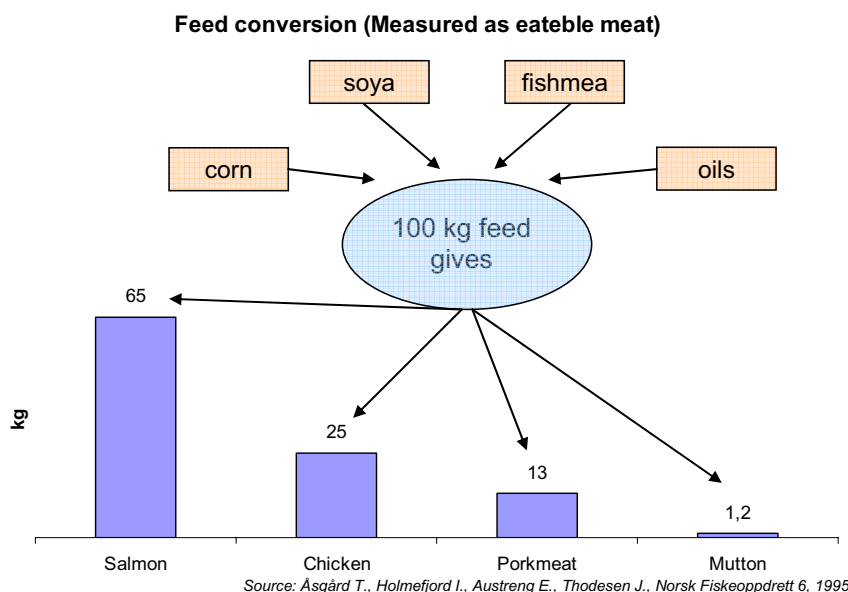 Feed conversion (Measured as eateble meat)
soya
fishmea
corn
oils
100 kg feed
gives
65
25
13
1,2
kg
Salmon
Chicken
Porkmeat
Mutton
Source: Åsgård T., Holmefjord I., Austreng E., Thodesen J., Norsk Fiskeoppdrett 6, 1995